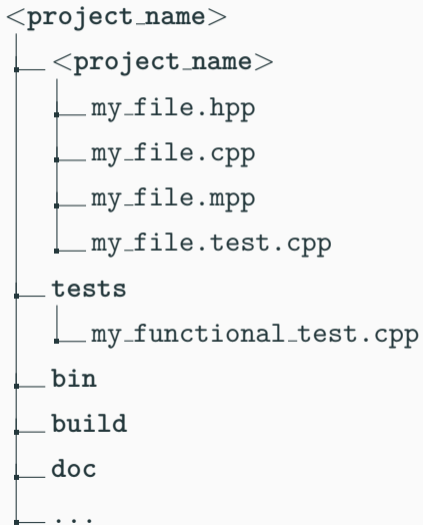 <project_name>
<project_name>
my_file.hpp
my_file.cpp
my_file.mpp
my_file.test.cpp
tests
my_functional_test.cpp
bin
build
doc
...